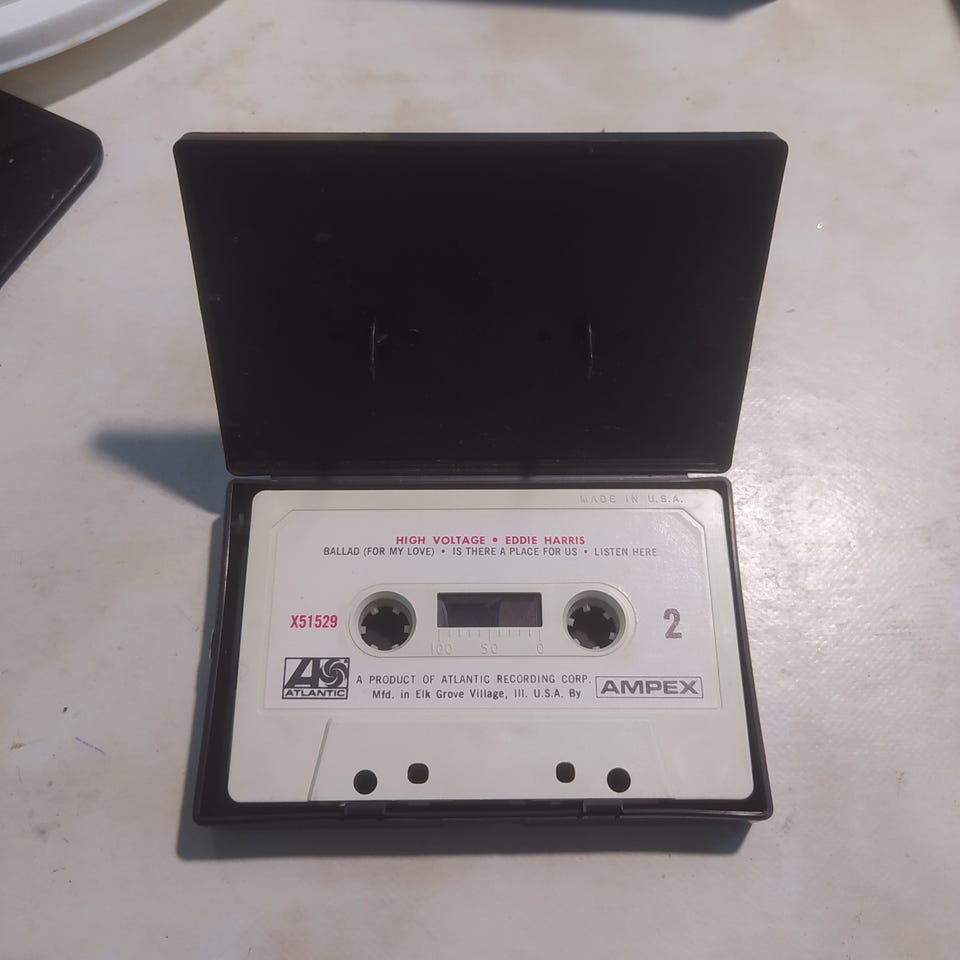 MADE IN U.S.A.
HIGH VOLTAGE • EDDIE HARRIS
BALLAD (FOR MY LOVE) • IS THERE A PLACE FOR US • LISTEN HERE
X51529
2
100 50 0
ATLANTIC
A PRODUCT OF ATLANTIC RECORDING CORP.
Mfd. in Elk Grove Village, Ill. U.S.A. By
AMPEX